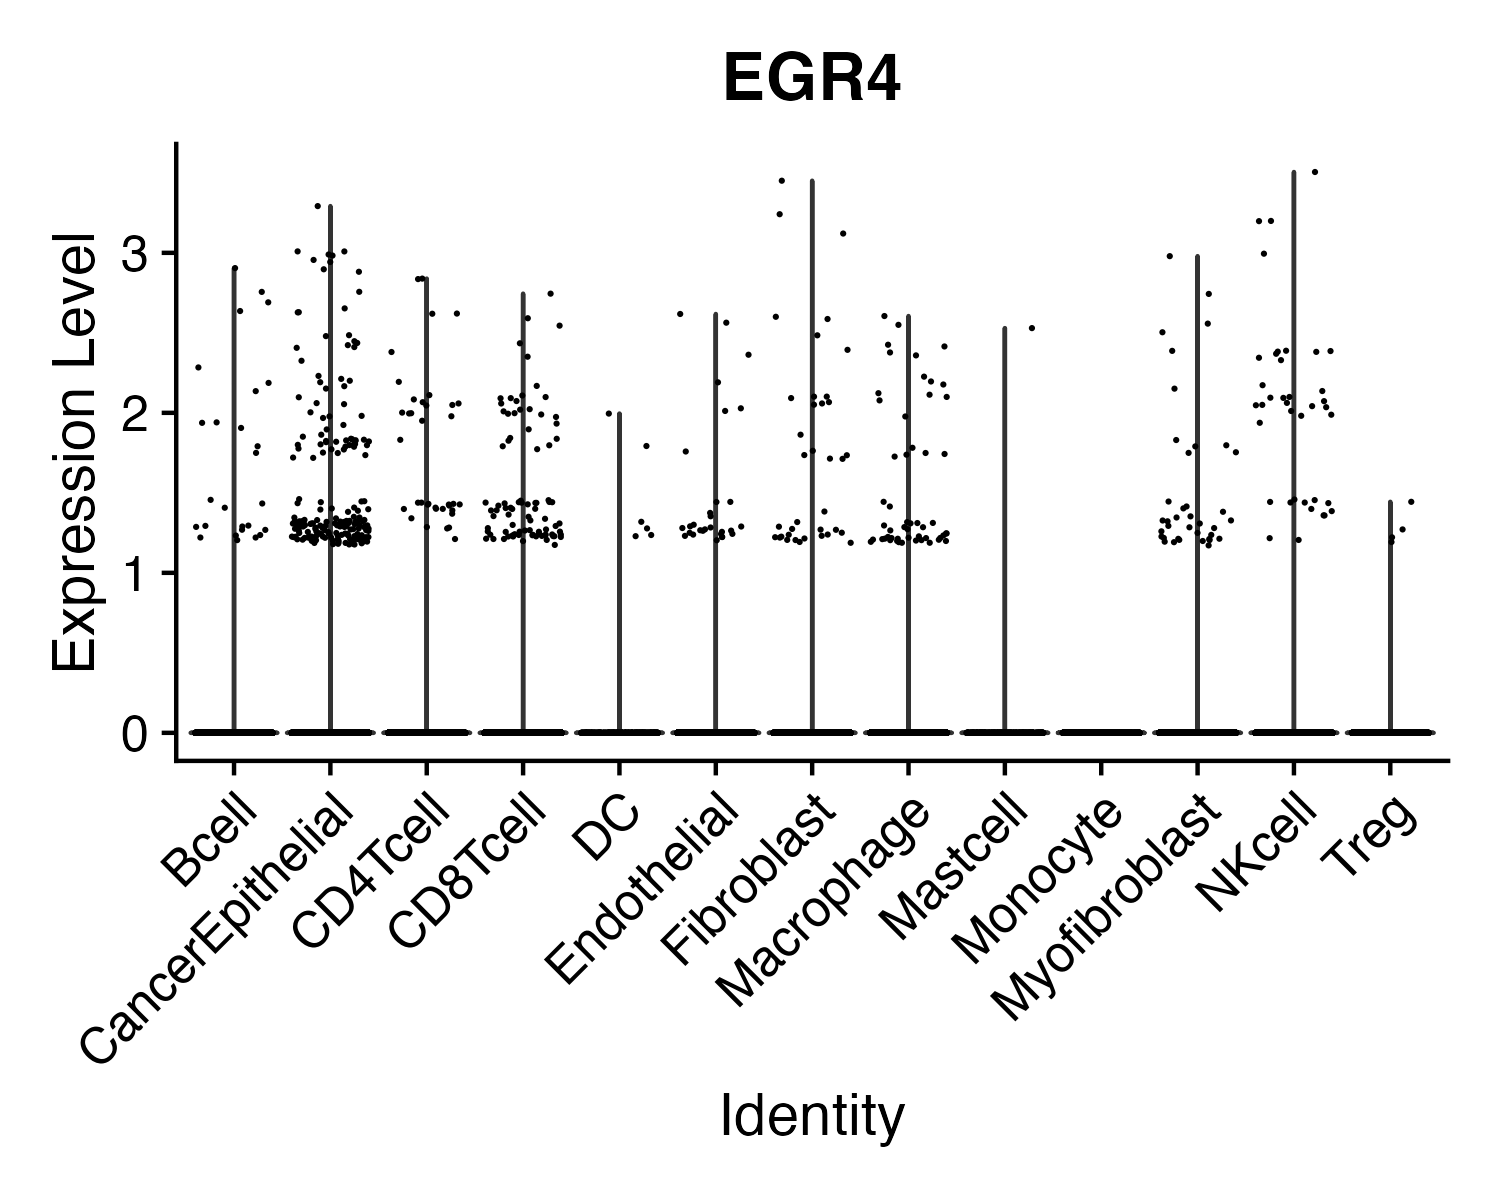 EGR4
Expression Level
3
2
1
0
Bcell
CancerEpithelial
CD4Tcell
CD8Tcell
DC
Endothelial
Fibroblast
Macrophage
Mastcell
Monocyte
Myofibroblast
NKcell
Treg
Identity